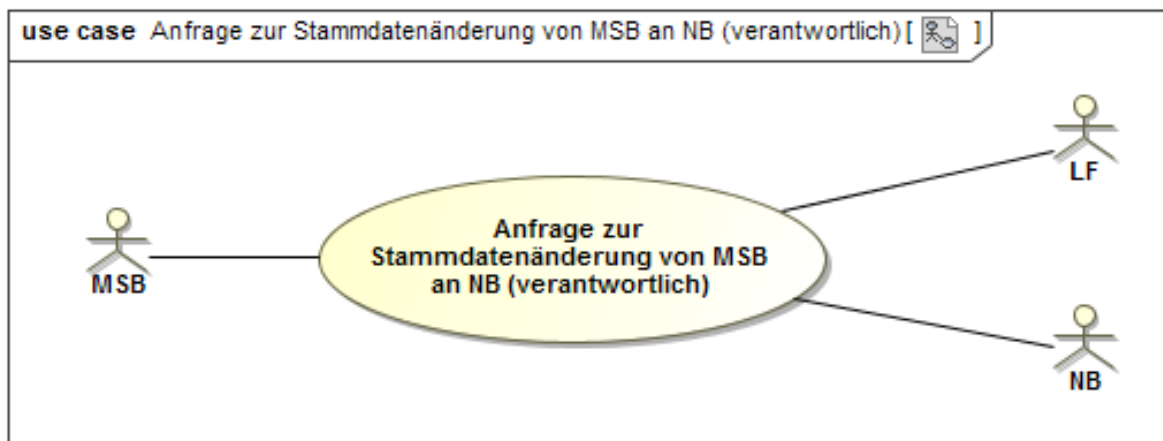 use case Anfrage zur Stammdatenänderung von MSB an NB (verantwortlich) [ ]
LF
Anfrage zur
Stammdatenänderung von MSB
an NB (verantwortlich)
MSB
NB